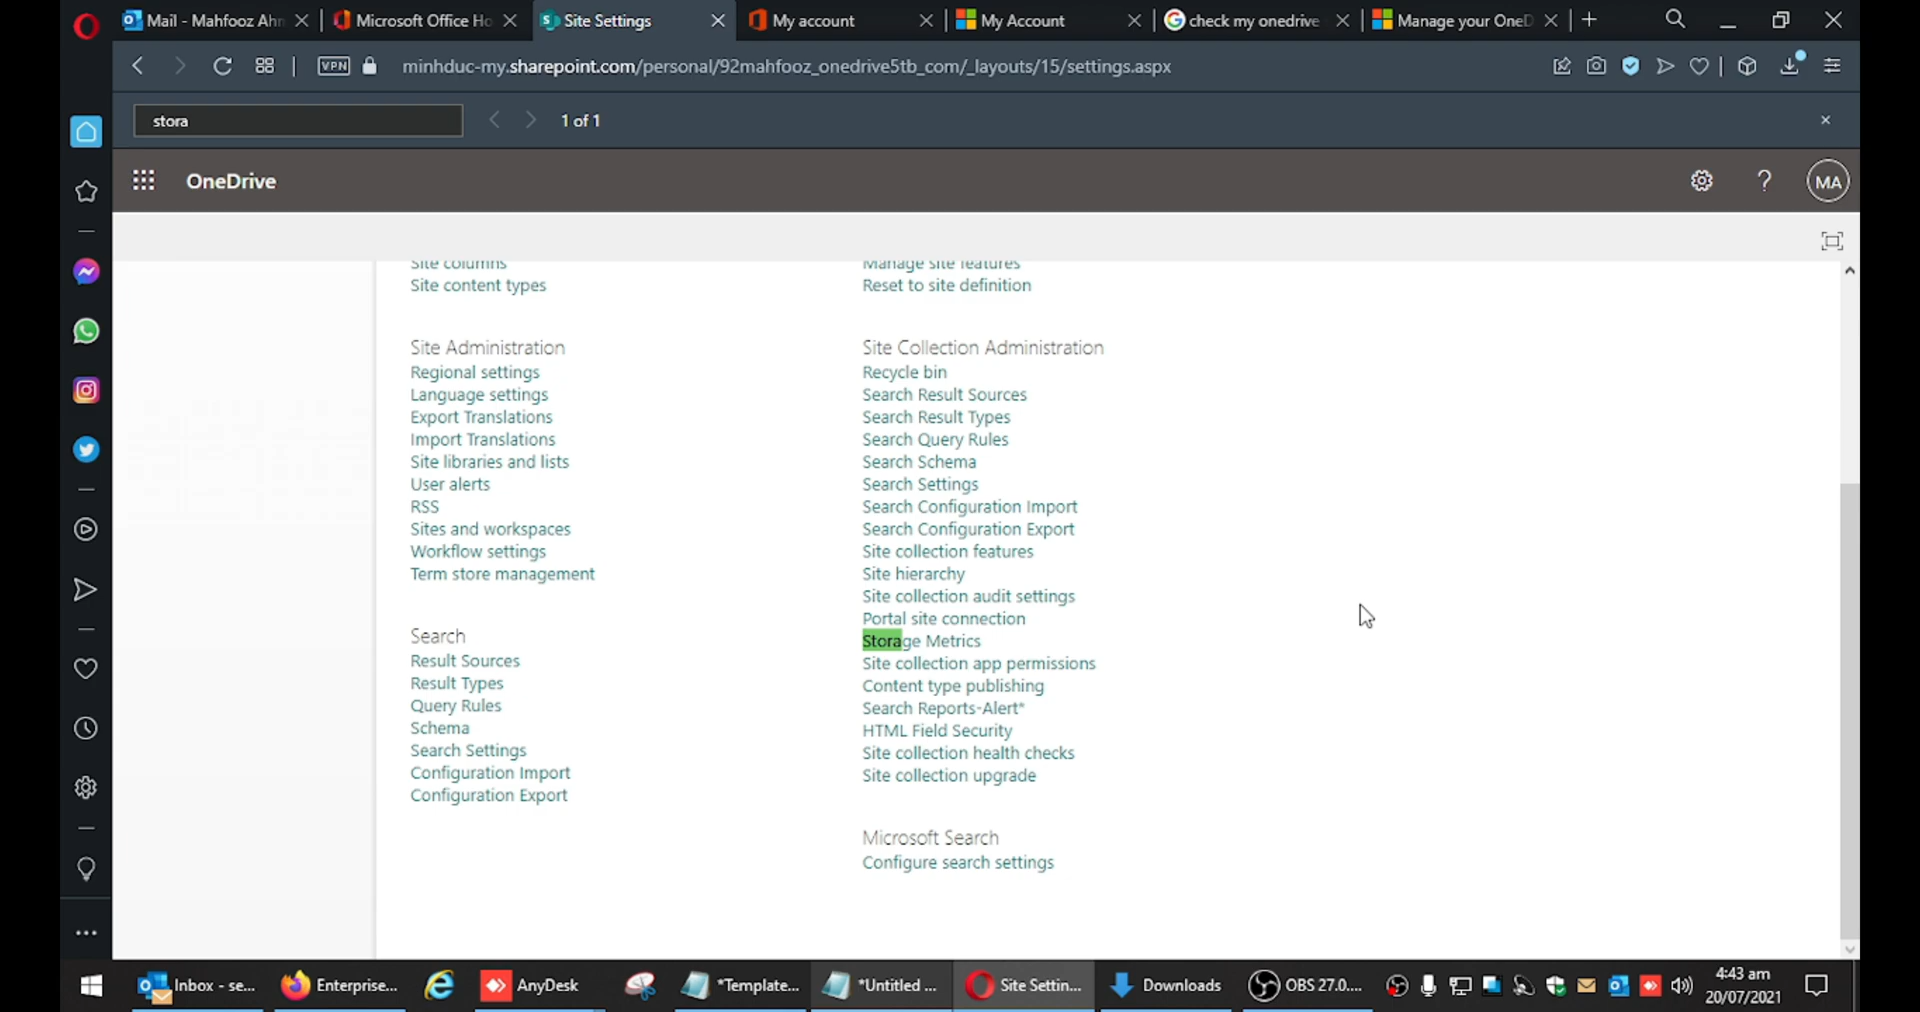 Mail - Mahfooz Ahm
Microsoft Office Ho
Site Settings
My account
My Account
check my onedrive
Manage your OneD
VPN
minhduc-my.sharepoint.com/personal/92mahfooz_onedrive5tb_com/_layouts/15/settings.aspx
stora
1 of 1
OneDrive
?
MA
Site columns
Site content types
Manage site features
Reset to site definition
Site Administration
Regional settings
Language settings
Export Translations
Import Translations
Site libraries and lists
User alerts
RSS
Sites and workspaces
Workflow settings
Term store management
Search
Result Sources
Result Types
Query Rules
Schema
Search Settings
Configuration Import
Configuration Export
Site Collection Administration
Recycle bin
Search Result Sources
Search Result Types
Search Query Rules
Search Schema
Search Settings
Search Configuration Import
Search Configuration Export
Site collection features
Site hierarchy
Site collection audit settings
Portal site connection
Storage Metrics
Site collection app permissions
Content type publishing
Search Reports-Alert*
HTML Field Security
Site collection health checks
Site collection upgrade
Microsoft Search
Configure search settings
Inbox - se...
Enterprise...
AnyDesk
*Template...
*Untitled ...
Site Settin...
Downloads
OBS 27.0....
4:43 am
20/07/2021